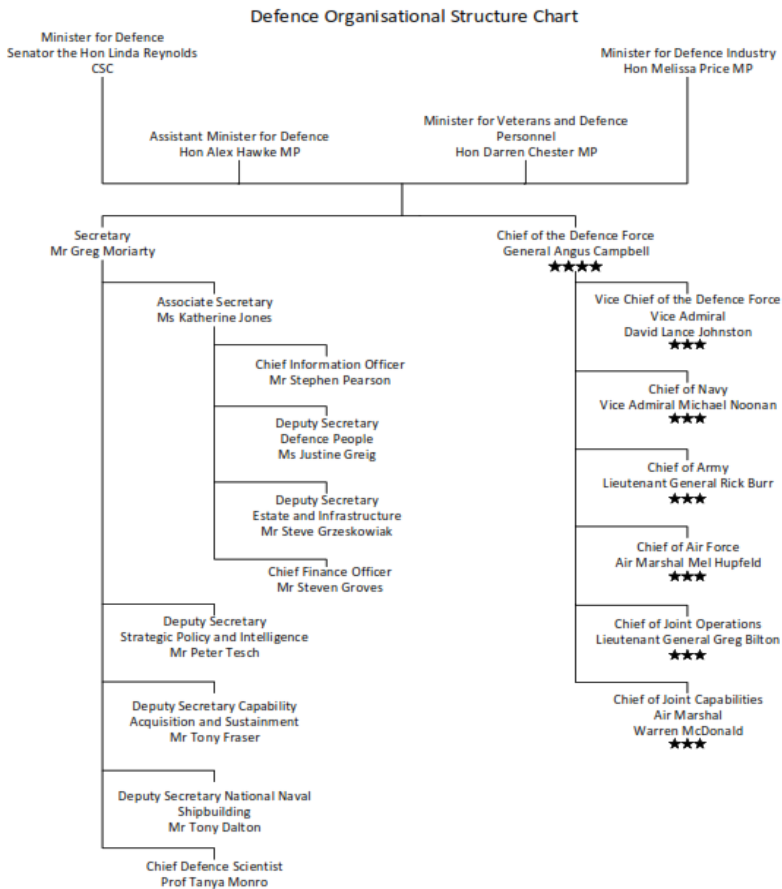 Defence Organisational Structure Chart
Minister for Defence
Senator the Hon Linda Reynolds
CSC
Minister for Defence Industry
Hon Melissa Price MP
Assistant Minister for Defence
Hon Alex Hawke MP
Minister for Veterans and Defence
Personnel
Hon Darren Chester MP
Secretary
Mr Greg Moriarty
Associate Secretary
Ms Katherine Jones
Chief Information Officer
Mr Stephen Pearson
Deputy Secretary
Defence People
Ms Justine Greig
Deputy Secretary
Estate and Infrastructure
Mr Steve Grzeskowiak
Chief Finance Officer
Mr Steven Groves
Deputy Secretary
Strategic Policy and Intelligence
Mr Peter Tesch
Deputy Secretary Capability
Acquisition and Sustainment
Mr Tony Fraser
Deputy Secretary National Naval
Shipbuilding
Mr Tony Dalton
Chief Defence Scientist
Prof Tanya Monro
Chief of the Defence Force
General Angus Campbell
★★★★
Vice Chief of the Defence Force
Vice Admiral
David Lance Johnston
★★★
Chief of Navy
Vice Admiral Michael Noonan
★★★
Chief of Army
Lieutenant General Rick Burr
★★★
Chief of Air Force
Air Marshal Mel Hupfeld
★★★
Chief of Joint Operations
Lieutenant General Greg Bilton
★★★
Chief of Joint Capabilities
Air Marshal
Warren McDonald
★★★